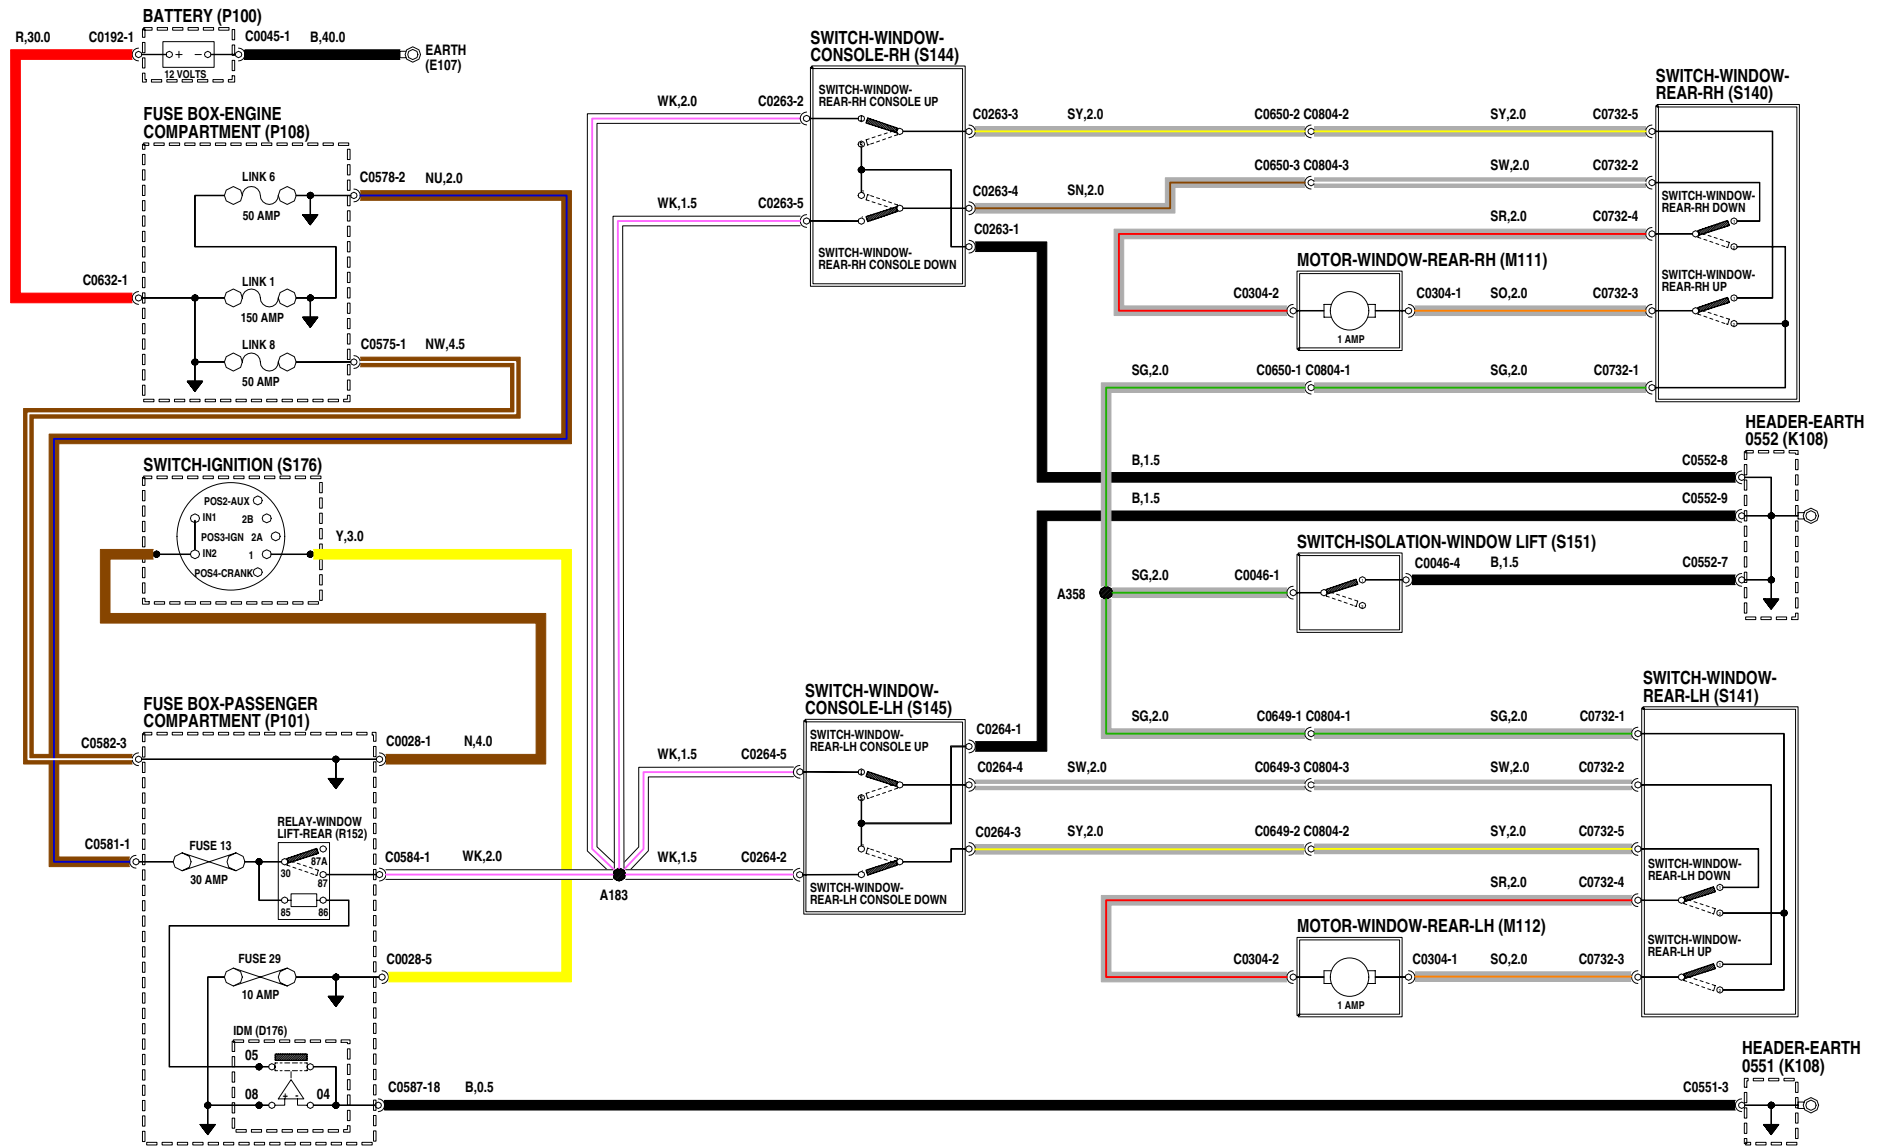 BATTERY (P100)
R,30.0
C0192-1
C0045-1
B,40.0
+ -
12 VOLTS
EARTH
(E107)
FUSE BOX-ENGINE
COMPARTMENT (P108)
LINK 6
50 AMP
C0578-2
NU,2.0
C0632-1
LINK 1
150 AMP
LINK 8
50 AMP
C0575-1
NW,4.5
SWITCH-IGNITION (S176)
POS2-AUX
IN1
2B
POS3-IGN
2A
IN2
1
POS4-CRANK
Y,3.0
FUSE BOX-PASSENGER
COMPARTMENT (P101)
C0582-3
C0028-1
N,4.0
RELAY-WINDOW
LIFT-REAR (R152)
C0581-1
FUSE 13
30 AMP
87A
30
87
85
86
C0584-1
WK,2.0
A183
FUSE 29
10 AMP
C0028-5
IDM (D176)
05
08
+ -
04
C0587-18
B,0.5
SWITCH-WINDOW-
CONSOLE-RH (S144)
WK,2.0
C0263-2
SWITCH-WINDOW-
REAR-RH CONSOLE UP
WK,1.5
C0263-5
SWITCH-WINDOW-
REAR-RH CONSOLE DOWN
C0263-3
SY,2.0
C0650-2 C0804-2
SY,2.0
C0732-5
C0263-4
SN,2.0
C0650-3 C0804-3
SW,2.0
C0732-2
C0263-1
SWITCH-WINDOW-
REAR-RH (S140)
SWITCH-WINDOW-
REAR-RH DOWN
SR,2.0
C0732-4
MOTOR-WINDOW-REAR-RH (M111)
SWITCH-WINDOW-
REAR-RH UP
C0304-2
1 AMP
C0304-1
SO,2.0
C0732-3
SG,2.0
C0650-1 C0804-1
SG,2.0
C0732-1
HEADER-EARTH
0552 (K108)
B,1.5
C0552-8
B,1.5
C0552-9
SWITCH-ISOLATION-WINDOW LIFT (S151)
A358
SG,2.0
C0046-1
C0046-4
B,1.5
C0552-7
SWITCH-WINDOW-
CONSOLE-LH (S145)
SWITCH-WINDOW-
REAR-LH CONSOLE UP
WK,1.5
C0264-5
WK,1.5
C0264-2
SWITCH-WINDOW-
REAR-LH CONSOLE DOWN
C0264-1
C0264-4
SW,2.0
C0649-3 C0804-3
SW,2.0
C0732-2
C0264-3
SY,2.0
C0649-2 C0804-2
SY,2.0
C0732-5
SWITCH-WINDOW-
REAR-LH (S141)
SG,2.0
C0649-1 C0804-1
SG,2.0
C0732-1
SWITCH-WINDOW-
REAR-LH DOWN
SR,2.0
C0732-4
MOTOR-WINDOW-REAR-LH (M112)
SWITCH-WINDOW-
REAR-LH UP
C0304-2
1 AMP
C0304-1
SO,2.0
C0732-3
HEADER-EARTH
0551 (K108)
C0551-3